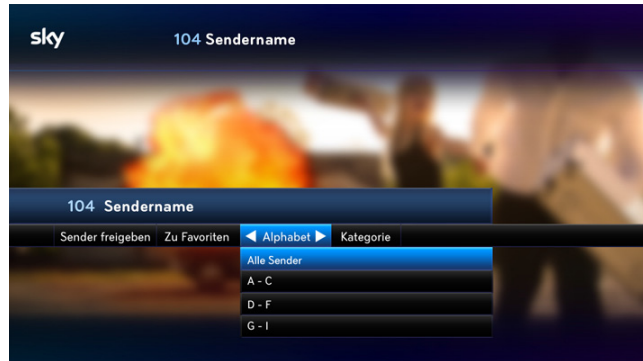 sky
104 Sendername
104 Sendername
Sender freigeben Zu Favoriten Alphabet Kategorie
Alle Sender
A - C
D - F
G - I